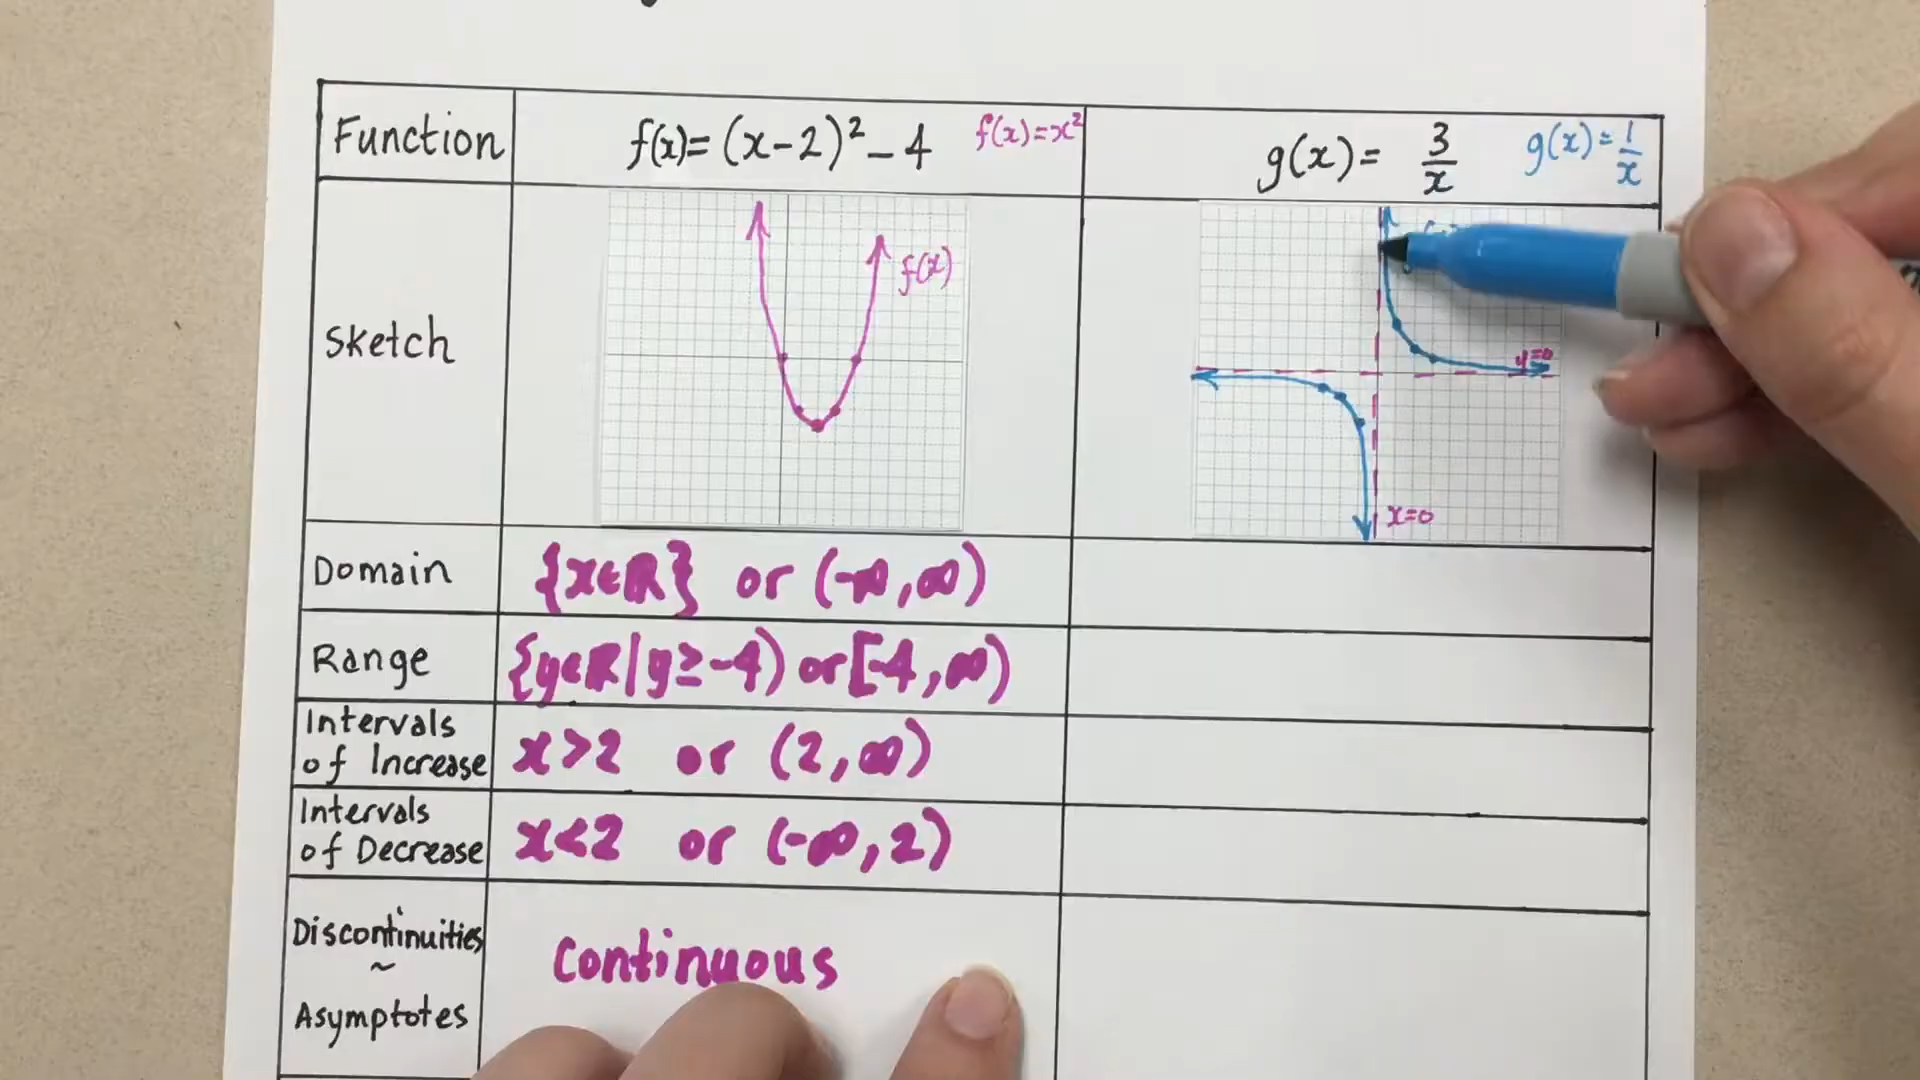 Function
f(x)= (x-2)² - 4
f(x)=x²
g(x)= 3/x
g(x)=1/x
Sketch
f(x)
y=0
x=0
Domain
{x∈ℝ} or (-∞,∞)
Range
{y∈ℝ|y≥-4) or [-4,∞)
Intervals
of Increase
x>2 or (2,∞)
Intervals
of Decrease
x<2 or (-∞,2)
Discontinuities
~
Asymptotes
Continuous